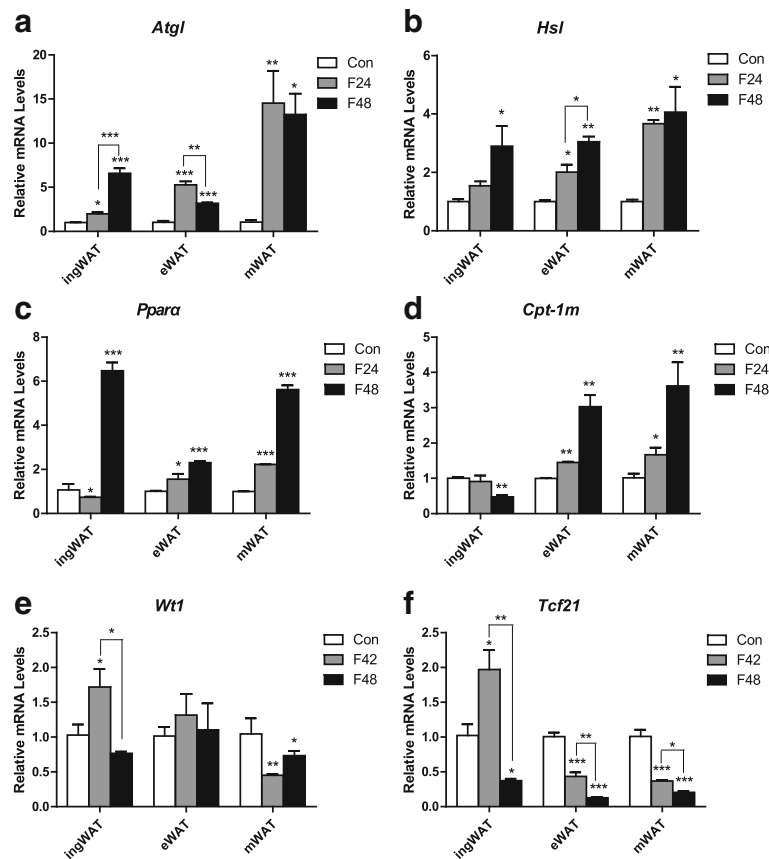 a
Atgl
Relative mRNA Levels
20
15
10
5
0
** *
*** *** * ** *** ***
ingWAT
eWAT
mWAT
Con
F24
F48
b
Hsl
Relative mRNA Levels
6
4
2
0
* * * ** ** *
ingWAT
eWAT
mWAT
Con
F24
F48
c
Pparα
Relative mRNA Levels
8
6
4
2
0
* *** * *** *** ***
ingWAT
eWAT
mWAT
Con
F24
F48
d
Cpt-1m
Relative mRNA Levels
5
4
3
2
1
0
** ** ** * **
ingWAT
eWAT
mWAT
Con
F24
F48
e
Wt1
Relative mRNA Levels
2.5
2.0
1.5
1.0
0.5
0.0
* * ** *
ingWAT
eWAT
mWAT
Con
F42
F48
f
Tcf21
Relative mRNA Levels
2.5
2.0
1.5
1.0
0.5
0.0
** * * ** *** *** * *** ***
ingWAT
eWAT
mWAT
Con
F42
F48